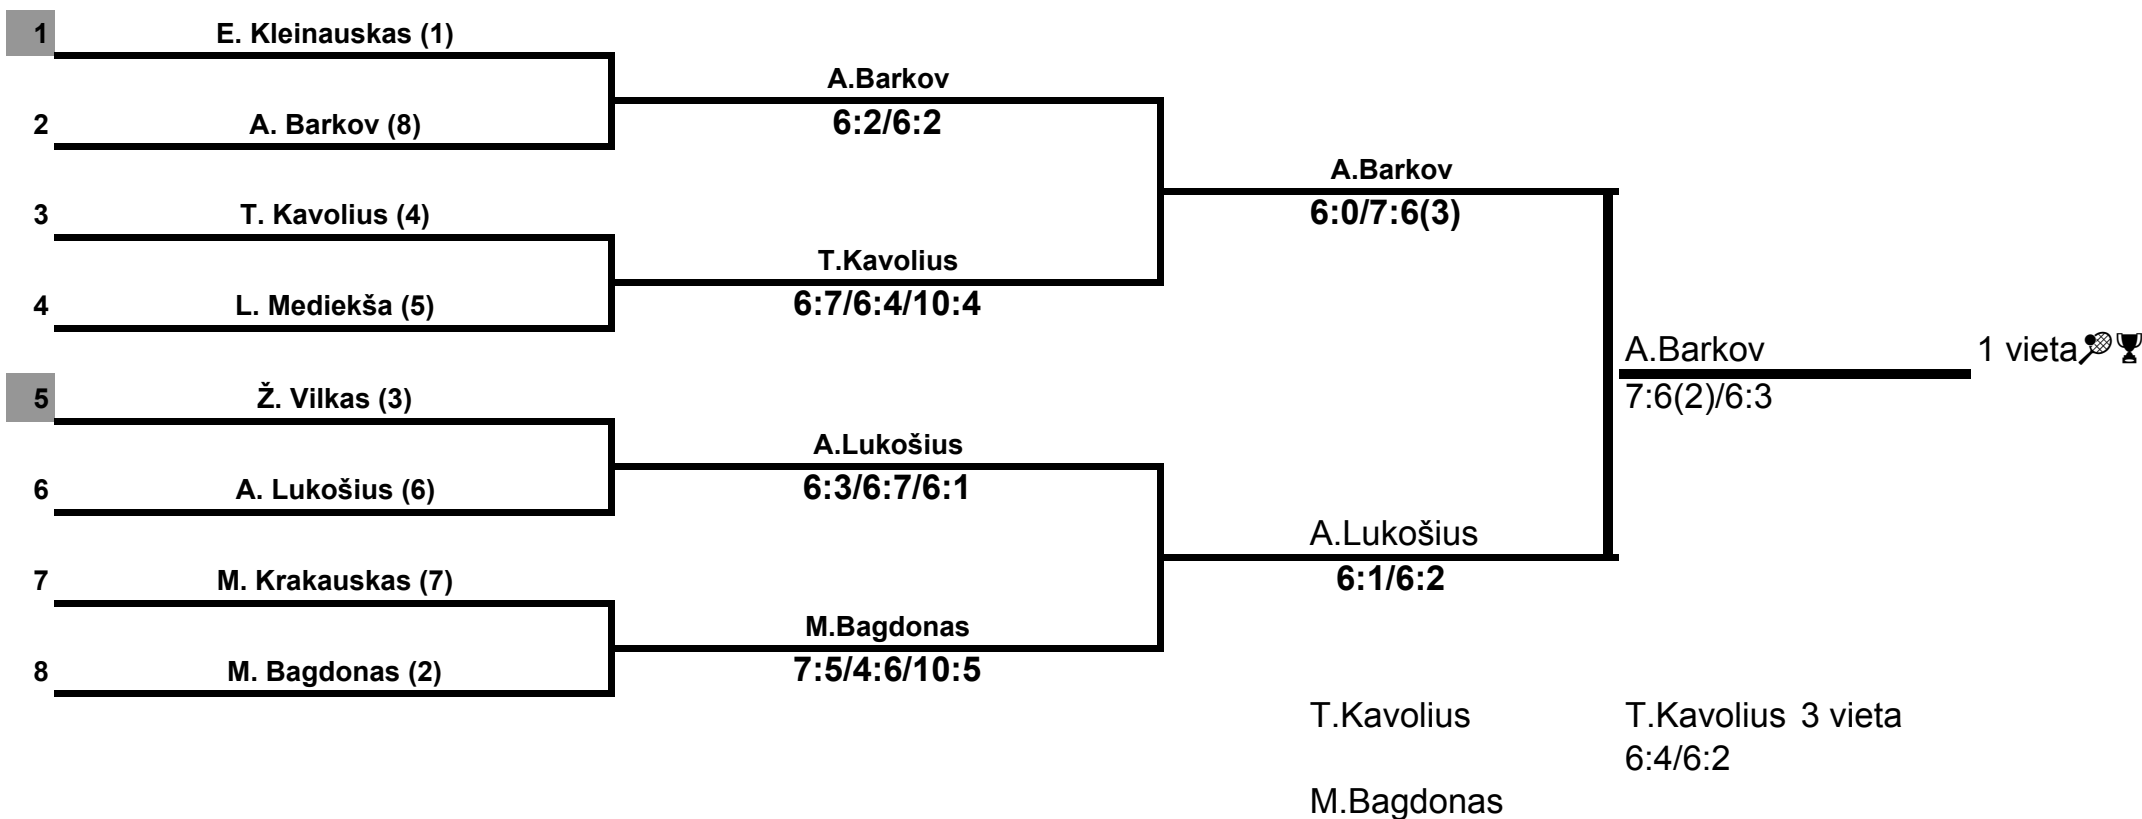 1 E. Kleinauskas (1)
A.Barkov
2 A. Barkov (8) 6:2/6:2
A.Barkov
3 T. Kavolius (4) 6:0/7:6(3)
T.Kavolius
4 L. Mediekša (5) 6:7/6:4/10:4
A.Barkov 1 vieta
5 Ž. Vilkas (3) 7:6(2)/6:3
A.Lukošius
6 A. Lukošius (6) 6:3/6:7/6:1
A.Lukošius
7 M. Krakauskas (7) 6:1/6:2
M.Bagdonas
8 M. Bagdonas (2) 7:5/4:6/10:5
T.Kavolius T.Kavolius 3 vieta
6:4/6:2
M.Bagdonas